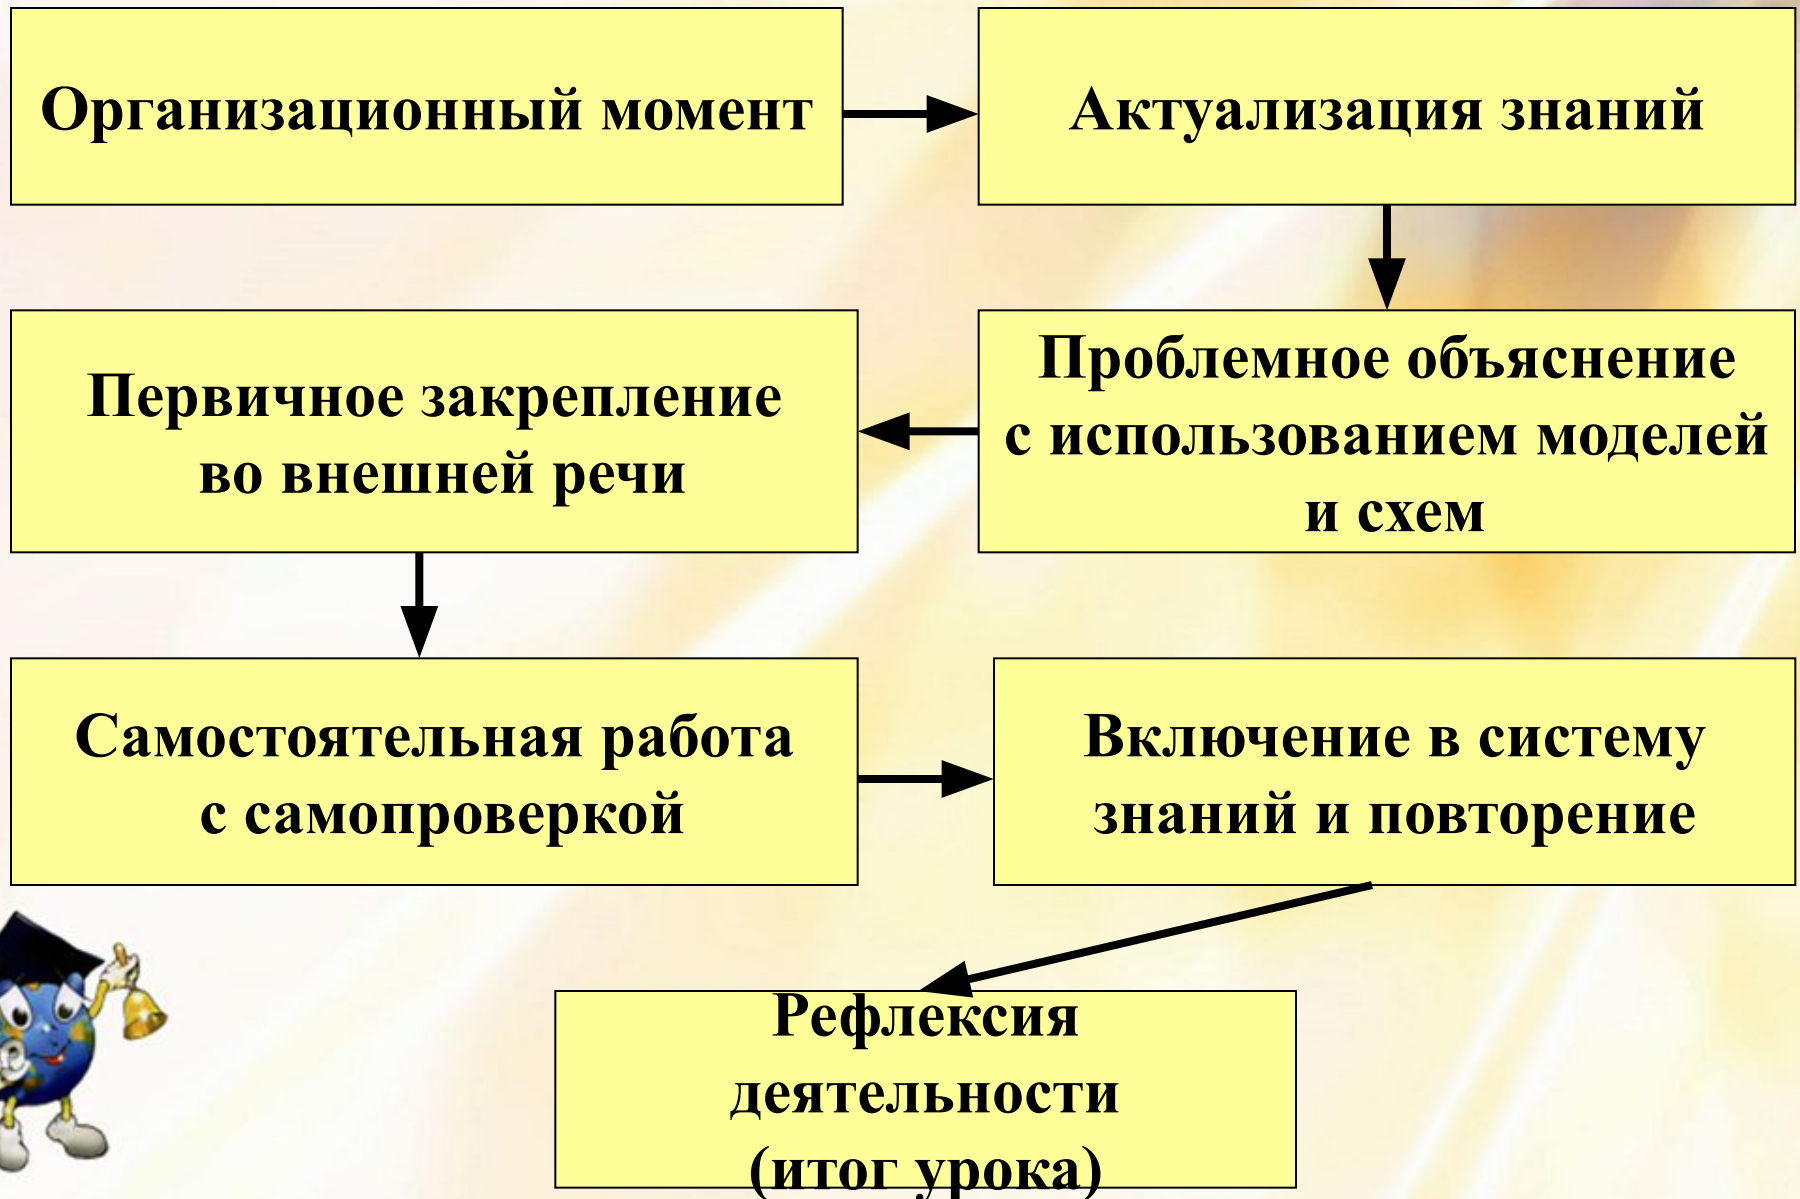 Организационный момент
Актуализация знаний
Проблемное объяснение
с использованием моделей
и схем
Первичное закрепление
во внешней речи
Самостоятельная работа
с самопроверкой
Включение в систему
знаний и повторение
Рефлексия
деятельности
(итог урока)